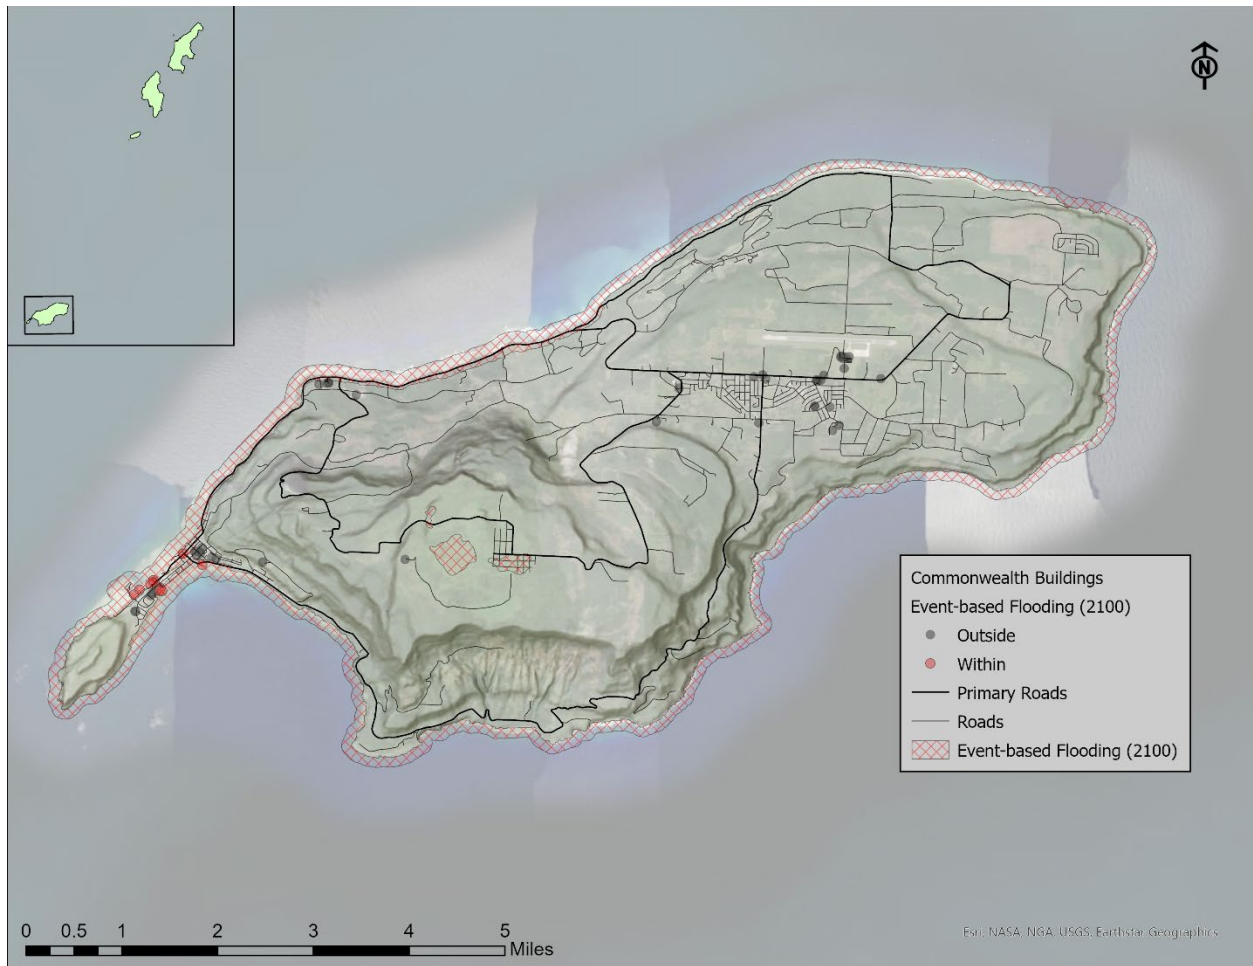 N
Commonwealth Buildings
Event-based Flooding (2100)
Outside
Within
Primary Roads
Roads
Event-based Flooding (2100)
0 0.5 1 2 3 4 5
Miles
Esri, NASA, NGA, USGS, Earthstar Geographics